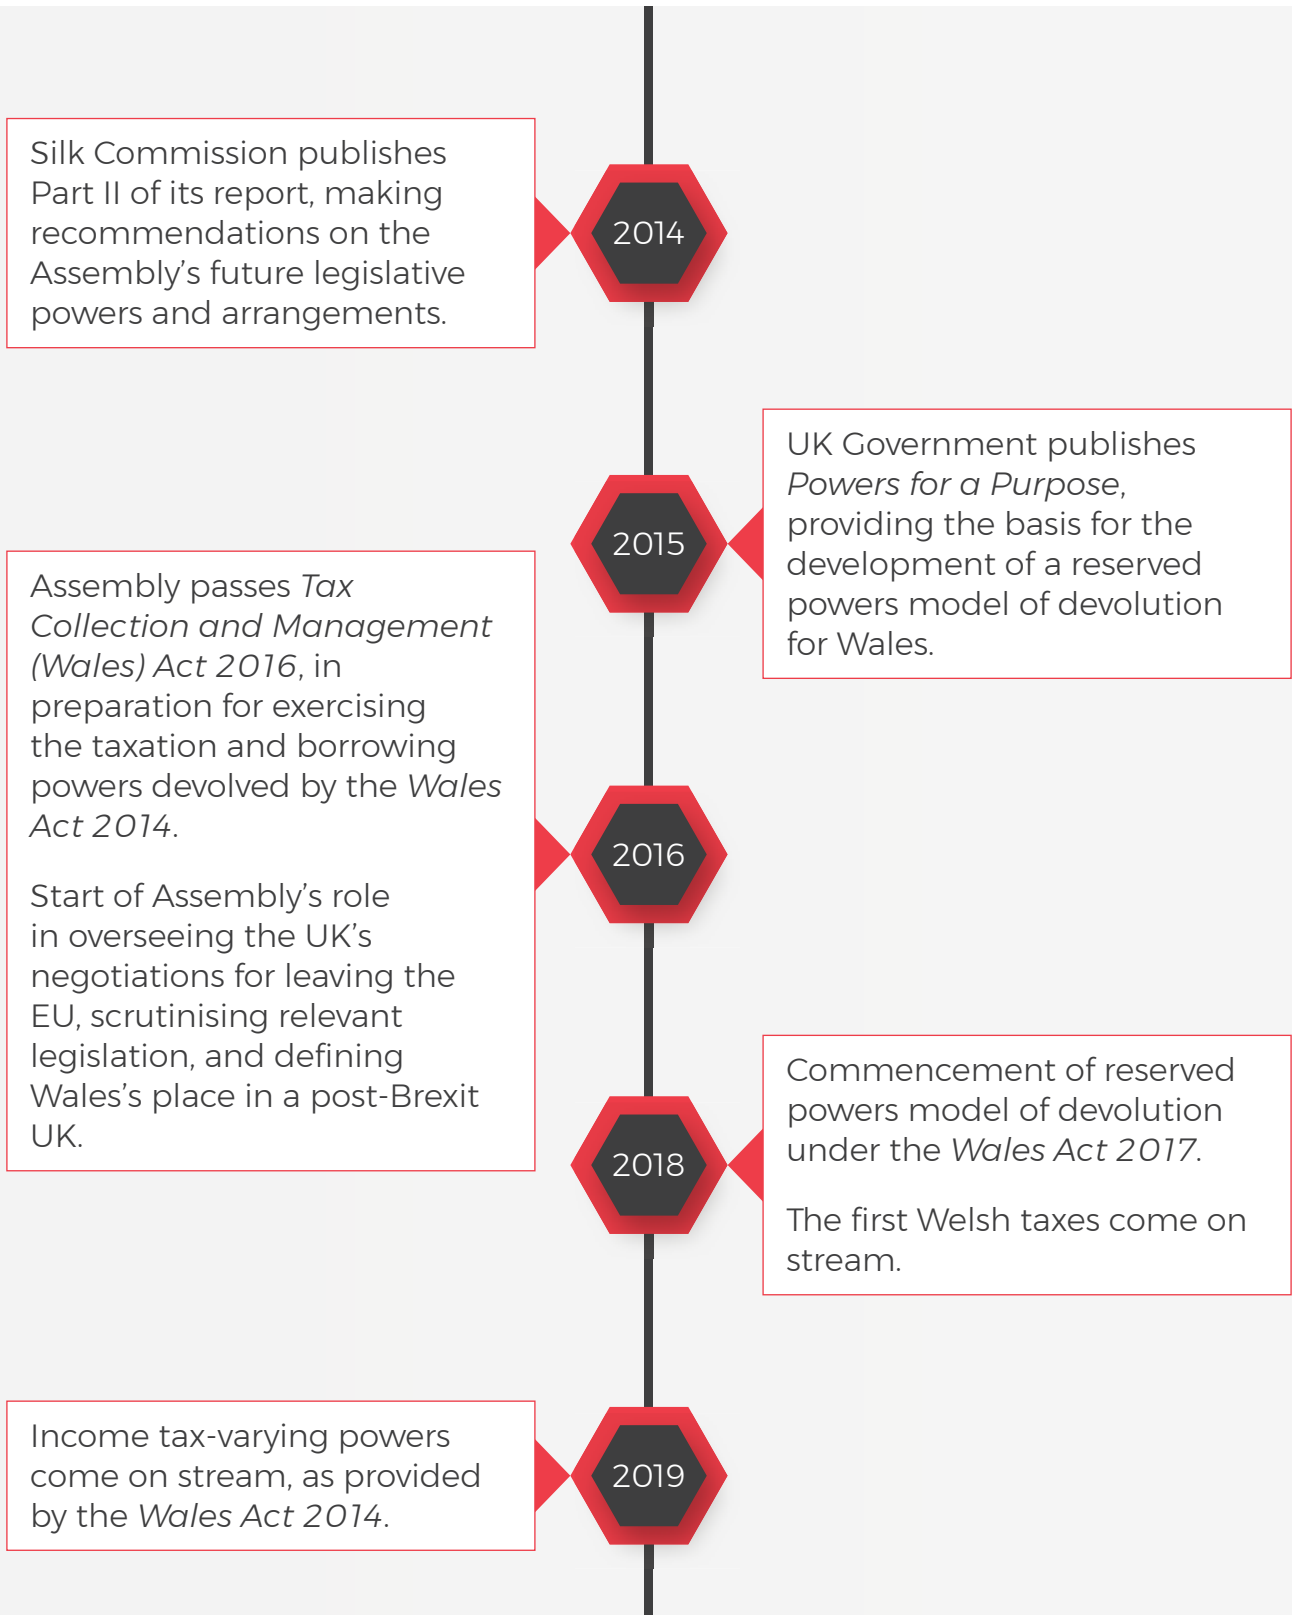 Silk Commission publishes
Part II of its report, making
recommendations on the
Assembly’s future legislative
powers and arrangements.
2014
UK Government publishes
Powers for a Purpose,
providing the basis for the
development of a reserved
powers model of devolution
for Wales.
2015
Assembly passes Tax
Collection and Management
(Wales) Act 2016, in
preparation for exercising
the taxation and borrowing
powers devolved by the Wales
Act 2014.
Start of Assembly’s role
in overseeing the UK’s
negotiations for leaving the
EU, scrutinising relevant
legislation, and defining
Wales’s place in a post-Brexit
UK.
2016
Commencement of reserved
powers model of devolution
under the Wales Act 2017.
The first Welsh taxes come on
stream.
2018
Income tax-varying powers
come on stream, as provided
by the Wales Act 2014.
2019